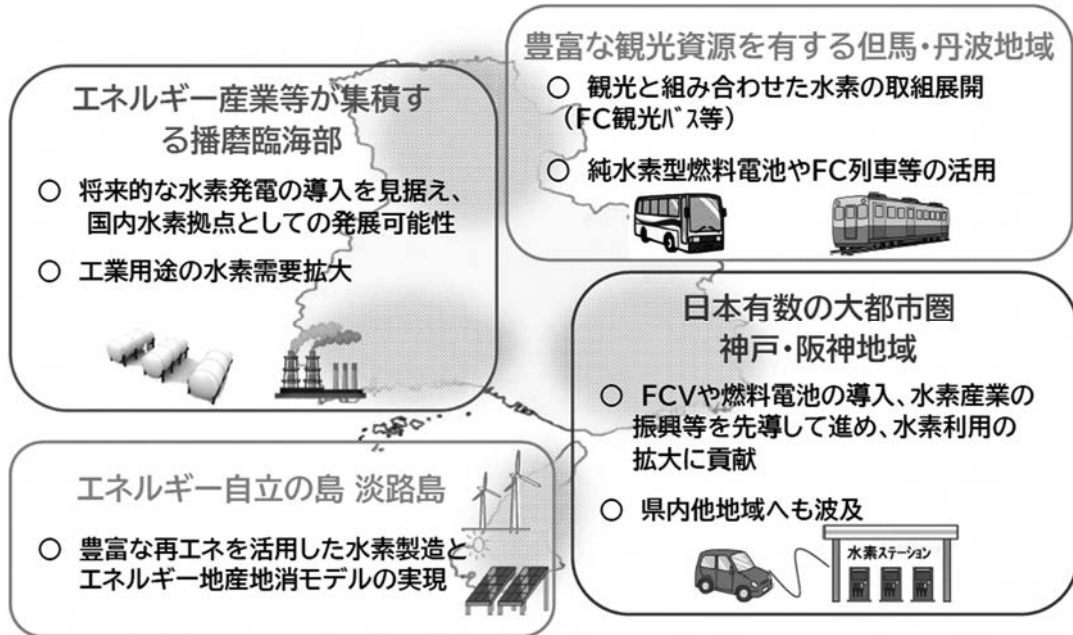 エネルギー産業等が集積す
る播磨臨海部
○ 将来的な水素発電の導入を見据え、
国内水素拠点としての発展可能性
○ 工業用途の水素需要拡大
豊富な観光資源を有する但馬・丹波地域
○ 観光と組み合わせた水素の取組展開
（FC観光バス等）
○ 純水素型燃料電池やFC列車等の活用
日本有数の大都市圏
神戸・阪神地域
○ FCVや燃料電池の導入、水素産業の
振興等を先導して進め、水素利用の
拡大に貢献
○ 県内他地域へも波及
水素ステーション
エネルギー自立の島 淡路島
○ 豊富な再エネを活用した水素製造と
エネルギー地産地消モデルの実現